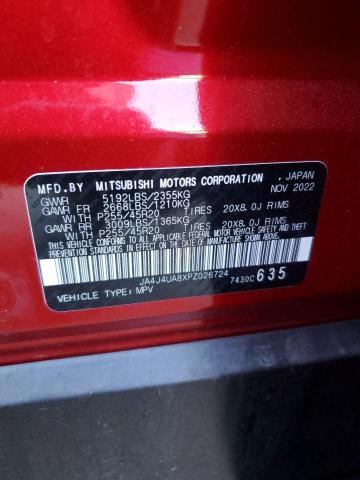 MFD.BY MITSUBISHI MOTORS CORPORATION , JAPAN
GVWR 5192LBS/2355KG NOV 2022
GAWR FR 2668LBS/1210KG
WITH P255/45R20 TIRES 20X8.0J RIMS
GAWR RR 3009LBS/1365KG
WITH P255/45R20 TIRES 20X8.0J RIMS
THIS VEHICLE CONFORMS TO ALL APPLICABLE
FEDERAL MOTOR VEHICLE SAFETY AND THEFT
PREVENTION STANDARDS IN EFFECT ON THE
DATE OF MANUFACTURE SHOWN ABOVE.
JA4J4UA8XPZ026724 7430C 635
VEHICLE TYPE: MPV